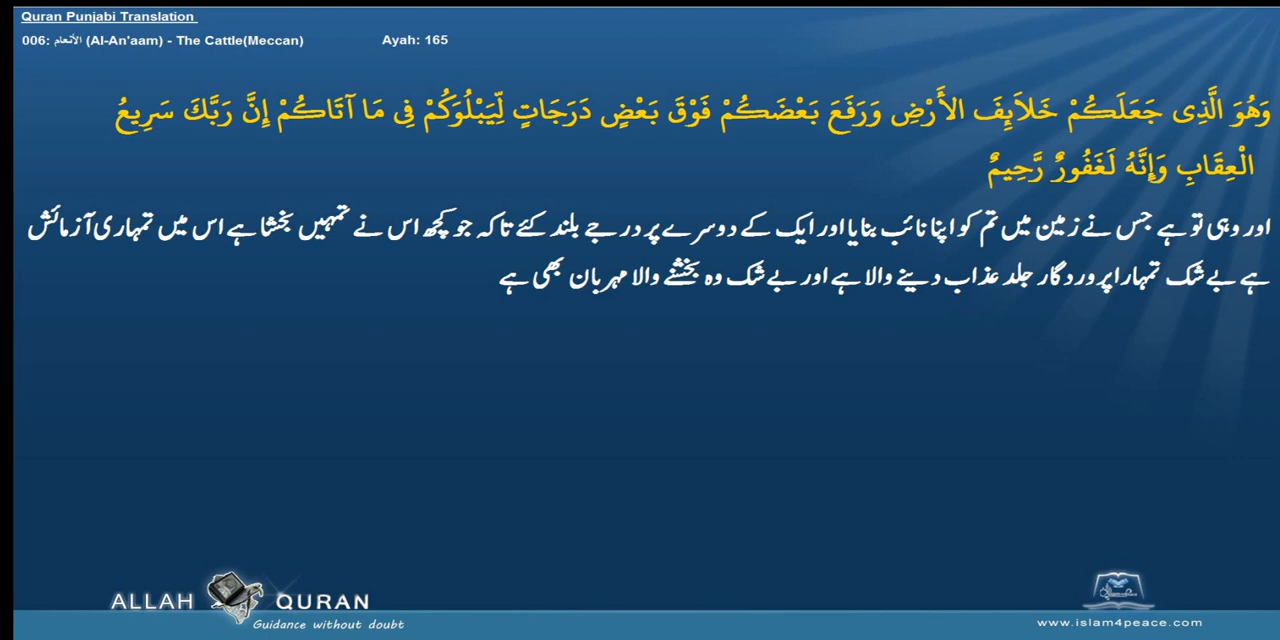 Quran Punjabi Translation
006: الأنعام (Al-An'aam) - The Cattle(Meccan) Ayah: 165
وَهُوَ الَّذِى جَعَلَكُمْ خَلاَئِفَ الأَرْضِ وَرَفَعَ بَعْضَكُمْ فَوْقَ بَعْضٍ دَرَجَاتٍ لِّيَبْلُوَكُمْ فِى مَا آتَاكُمْ إِنَّ رَبَّكَ سَرِيعُ
الْعِقَابِ وَإِنَّهُ لَغَفُورٌ رَّحِيمٌ
اور وہی تو ہے جس نے زمین میں تم کو اپنا نائب بنایا اور ایک کے دوسرے پر درجے بلند کئے تاکہ جو کچھ اس نے تمہیں بخشا ہے اس میں تمہاری آزمائش
ہے بے شک تمہارا پروردگار جلد عذاب دینے والا ہے اور بے شک وہ بخشنے والا مہربان بھی ہے
ALLAH QURAN
Guidance without doubt
www.islam4peace.com